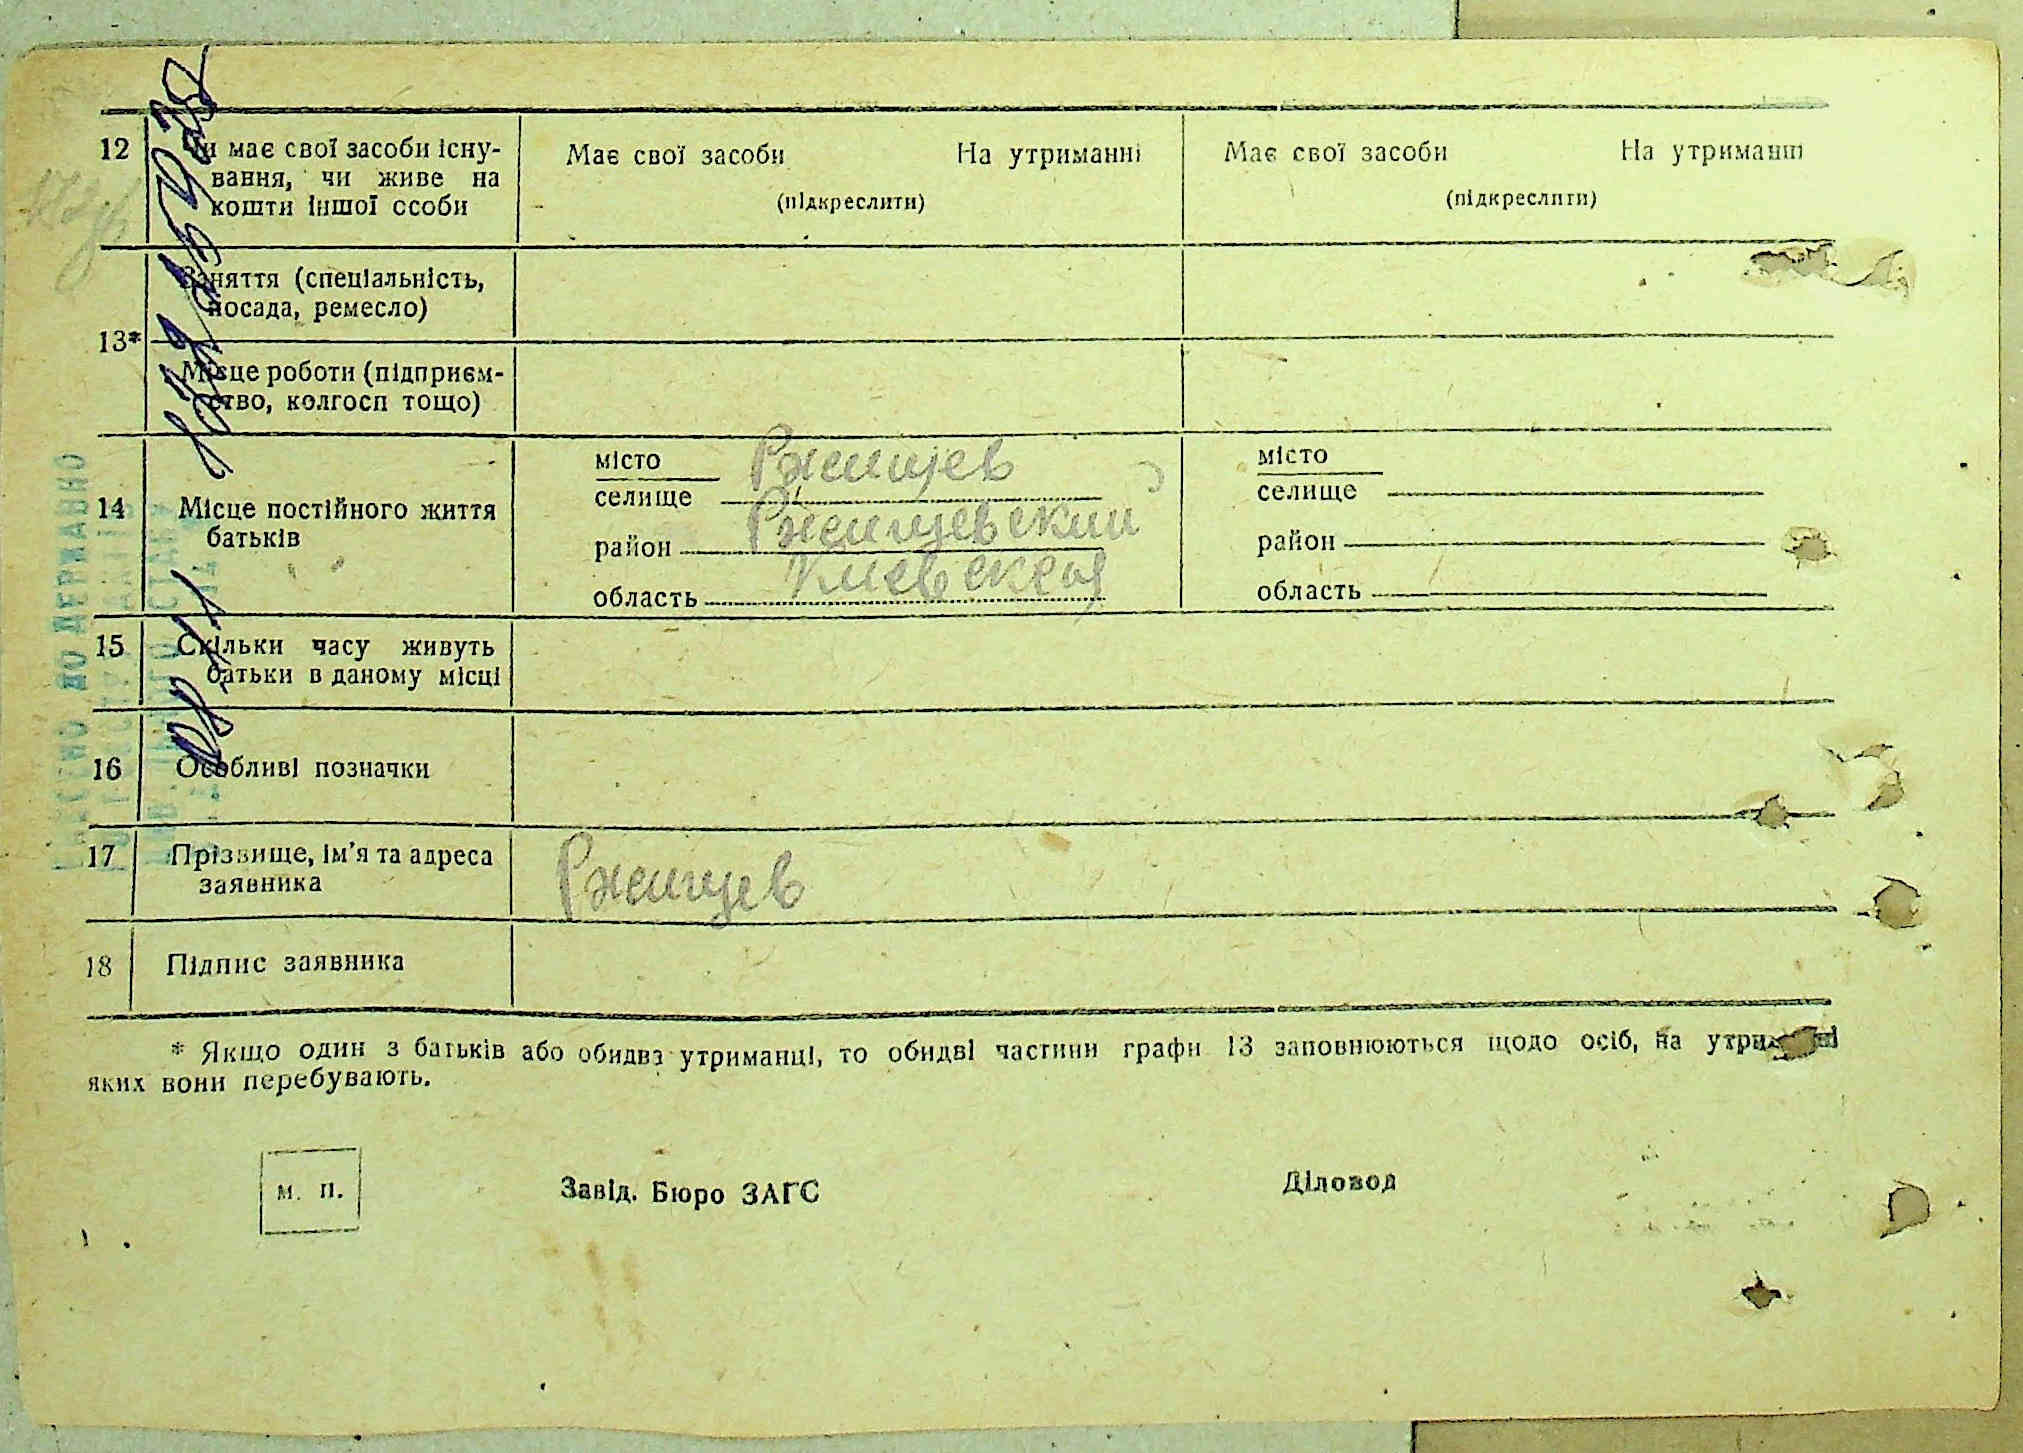 12
Чи має свої засоби існу-
вання, чи живе на
кошти іншої особи
Має свої засоби На утриманні
(підкреслити)
Має свої засоби На утриманні
(підкреслити)
13*
Заняття (спеціальність,
посада, ремесло)
Місце роботи (підприєм-
ство, колгосп тощо)
14
Місце постійного життя
батьків
місто Ржищев
селище
район Ржищевский
область Киевская
місто
селище
район
область
15
Скільки часу живуть
батьки в даному місці
16
Особливі позначки
17
Прізвище, ім'я та адреса
заявника
Ржищев
18
Підпис заявника
* Якщо один з батьків або обидва утриманці, то обидві частини графи 13 заповнюються щодо осіб, на утриманні
яких вони перебувають.
м. п.
Завід. Бюро ЗАГС
Діловод
ДО ДЕРЖАВНО